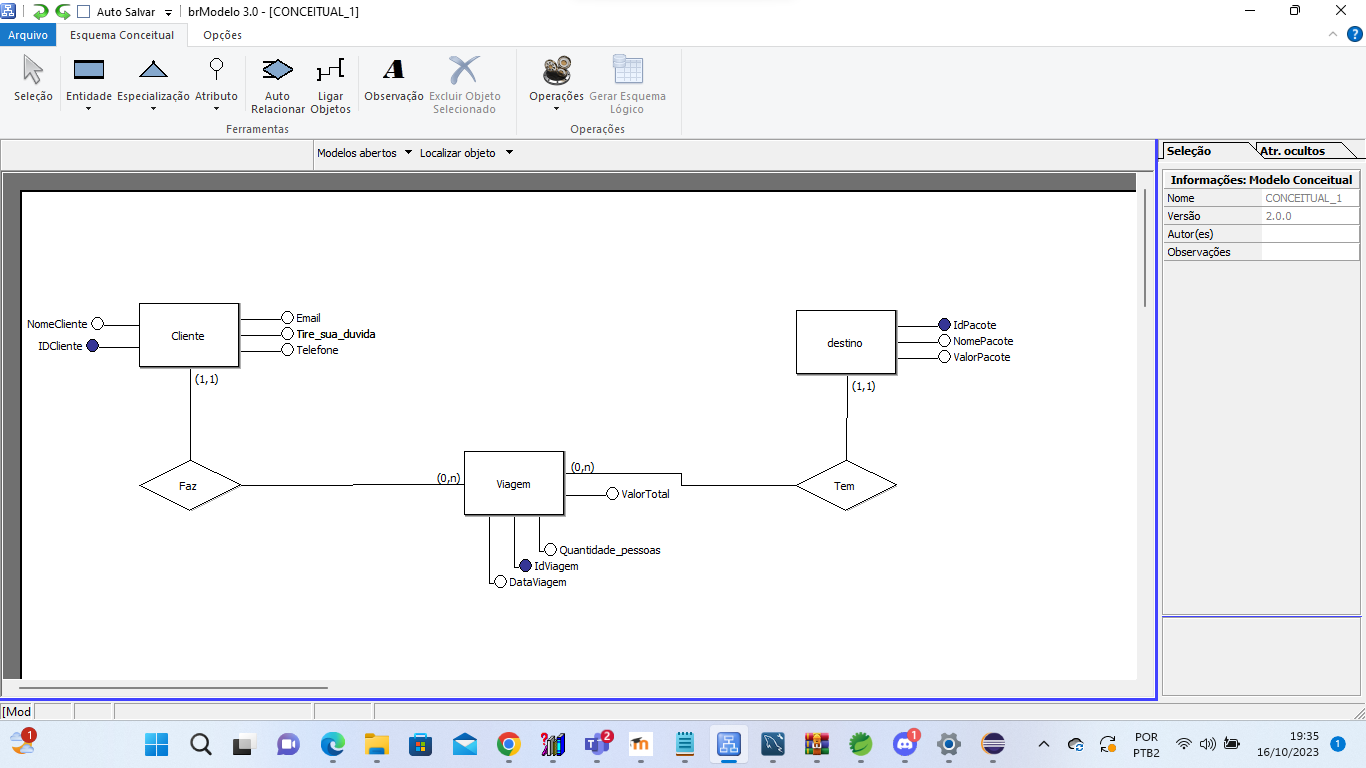 Auto Salvar
brModelo 3.0 - [CONCEITUAL_1]
Arquivo
Esquema Conceitual
Opções
?
Seleção
Entidade
Especialização
Atributo
Auto
Relacionar
Ligar
Objetos
A
Observação
Excluir Objeto
Selecionado
Operações
Gerar Esquema
Lógico
Ferramentas
Operações
Modelos abertos
Localizar objeto
Seleção
Atr. ocultos
Informações: Modelo Conceitual
Nome CONCEITUAL_1
Versão 2.0.0
Autor(es)
Observações
NomeCliente
IDCliente
Cliente
Email
Tire_sua_duvida
Telefone
(1,1)
destino
IdPacote
NomePacote
ValorPacote
(1,1)
Faz
(0,n)
Viagem
(0,n)
ValorTotal
Tem
Quantidade_pessoas
IdViagem
DataViagem
[Mod
1
2
1
POR
PTB2
19:35
16/10/2023
1